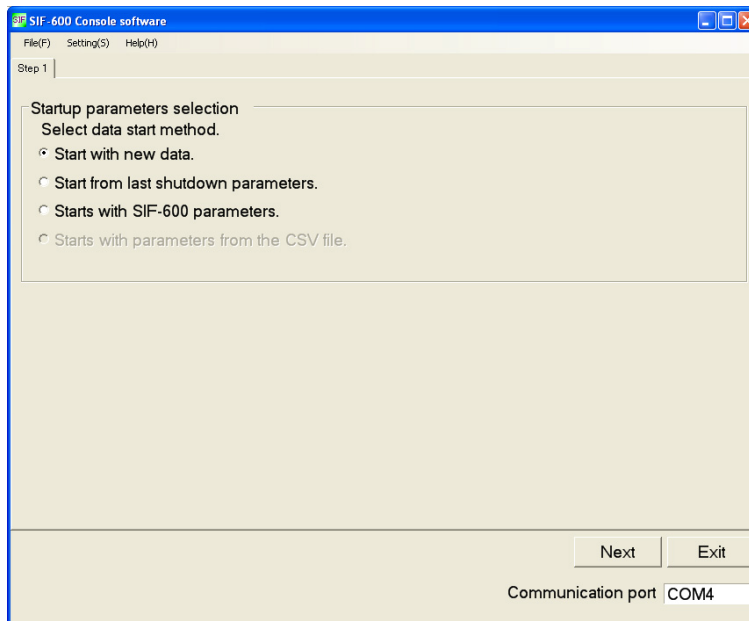 SIF SIF-600 Console software
File(F) Setting(S) Help(H)
Step 1
Startup parameters selection
Select data start method.
Start with new data.
Start from last shutdown parameters.
Starts with SIF-600 parameters.
Starts with parameters from the CSV file.
Next Exit
Communication port COM4